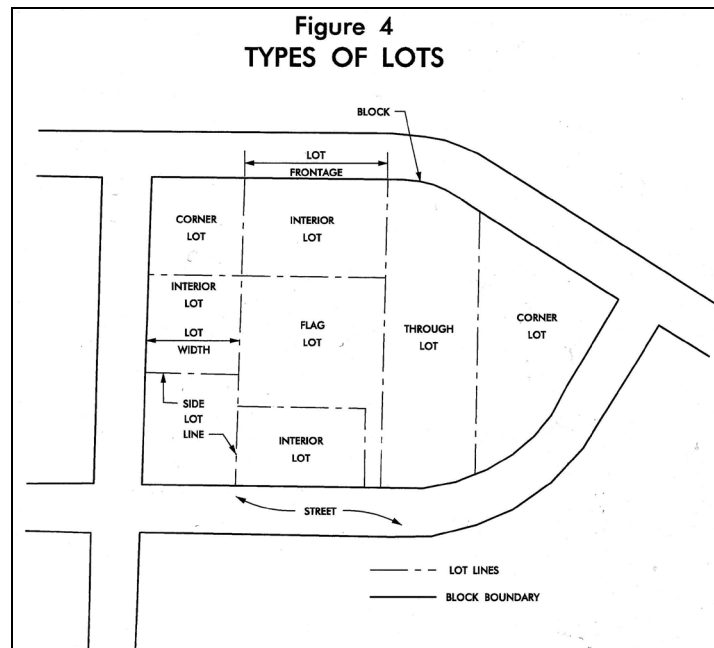 Figure 4
TYPES OF LOTS
BLOCK
LOT
FRONTAGE
CORNER
LOT
INTERIOR
LOT
INTERIOR
LOT
LOT
WIDTH
FLAG
LOT
THROUGH
LOT
CORNER
LOT
SIDE
LOT
LINE
INTERIOR
LOT
STREET
LOT LINES
BLOCK BOUNDARY